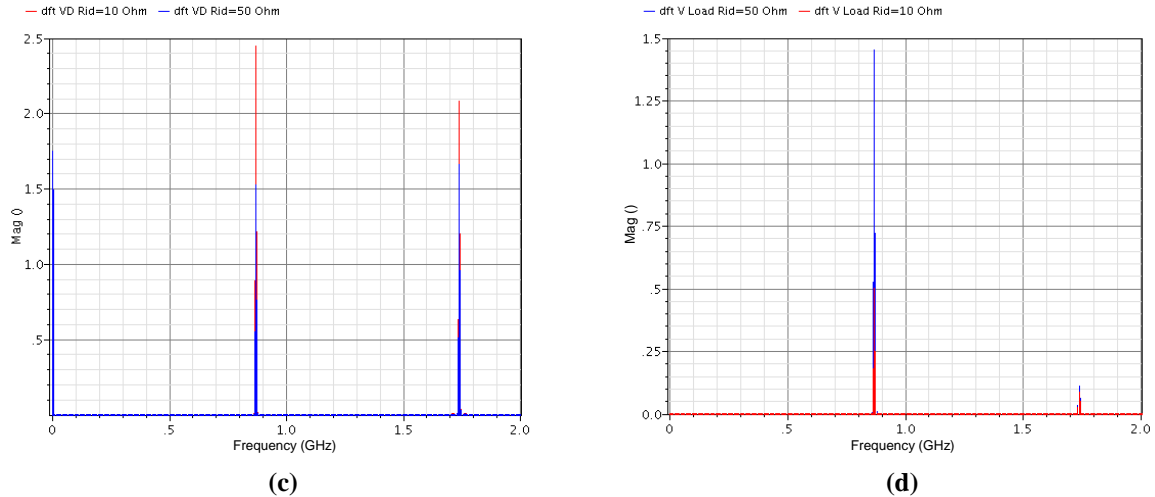 dft VD Rid=10 Ohm dft VD Rid=50 Ohm
2.5
2.0
1.5
1.0
.5
0
Mag ()
0 .5 1.0 1.5 2.0
Frequency (GHz)
(c)
dft V Load Rid=50 Ohm dft V Load Rid=10 Ohm
1.5
1.25
1.0
.75
.5
.25
0.0
Mag ()
0 .5 1.0 1.5 2.0
Frequency (GHz)
(d)